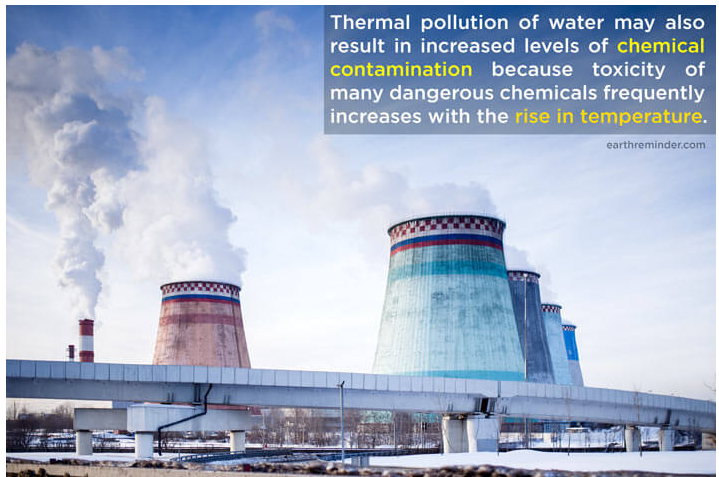 Thermal pollution of water may also
result in increased levels of chemical
contamination because toxicity of
many dangerous chemicals frequently
increases with the rise in temperature.
earthreminder.com